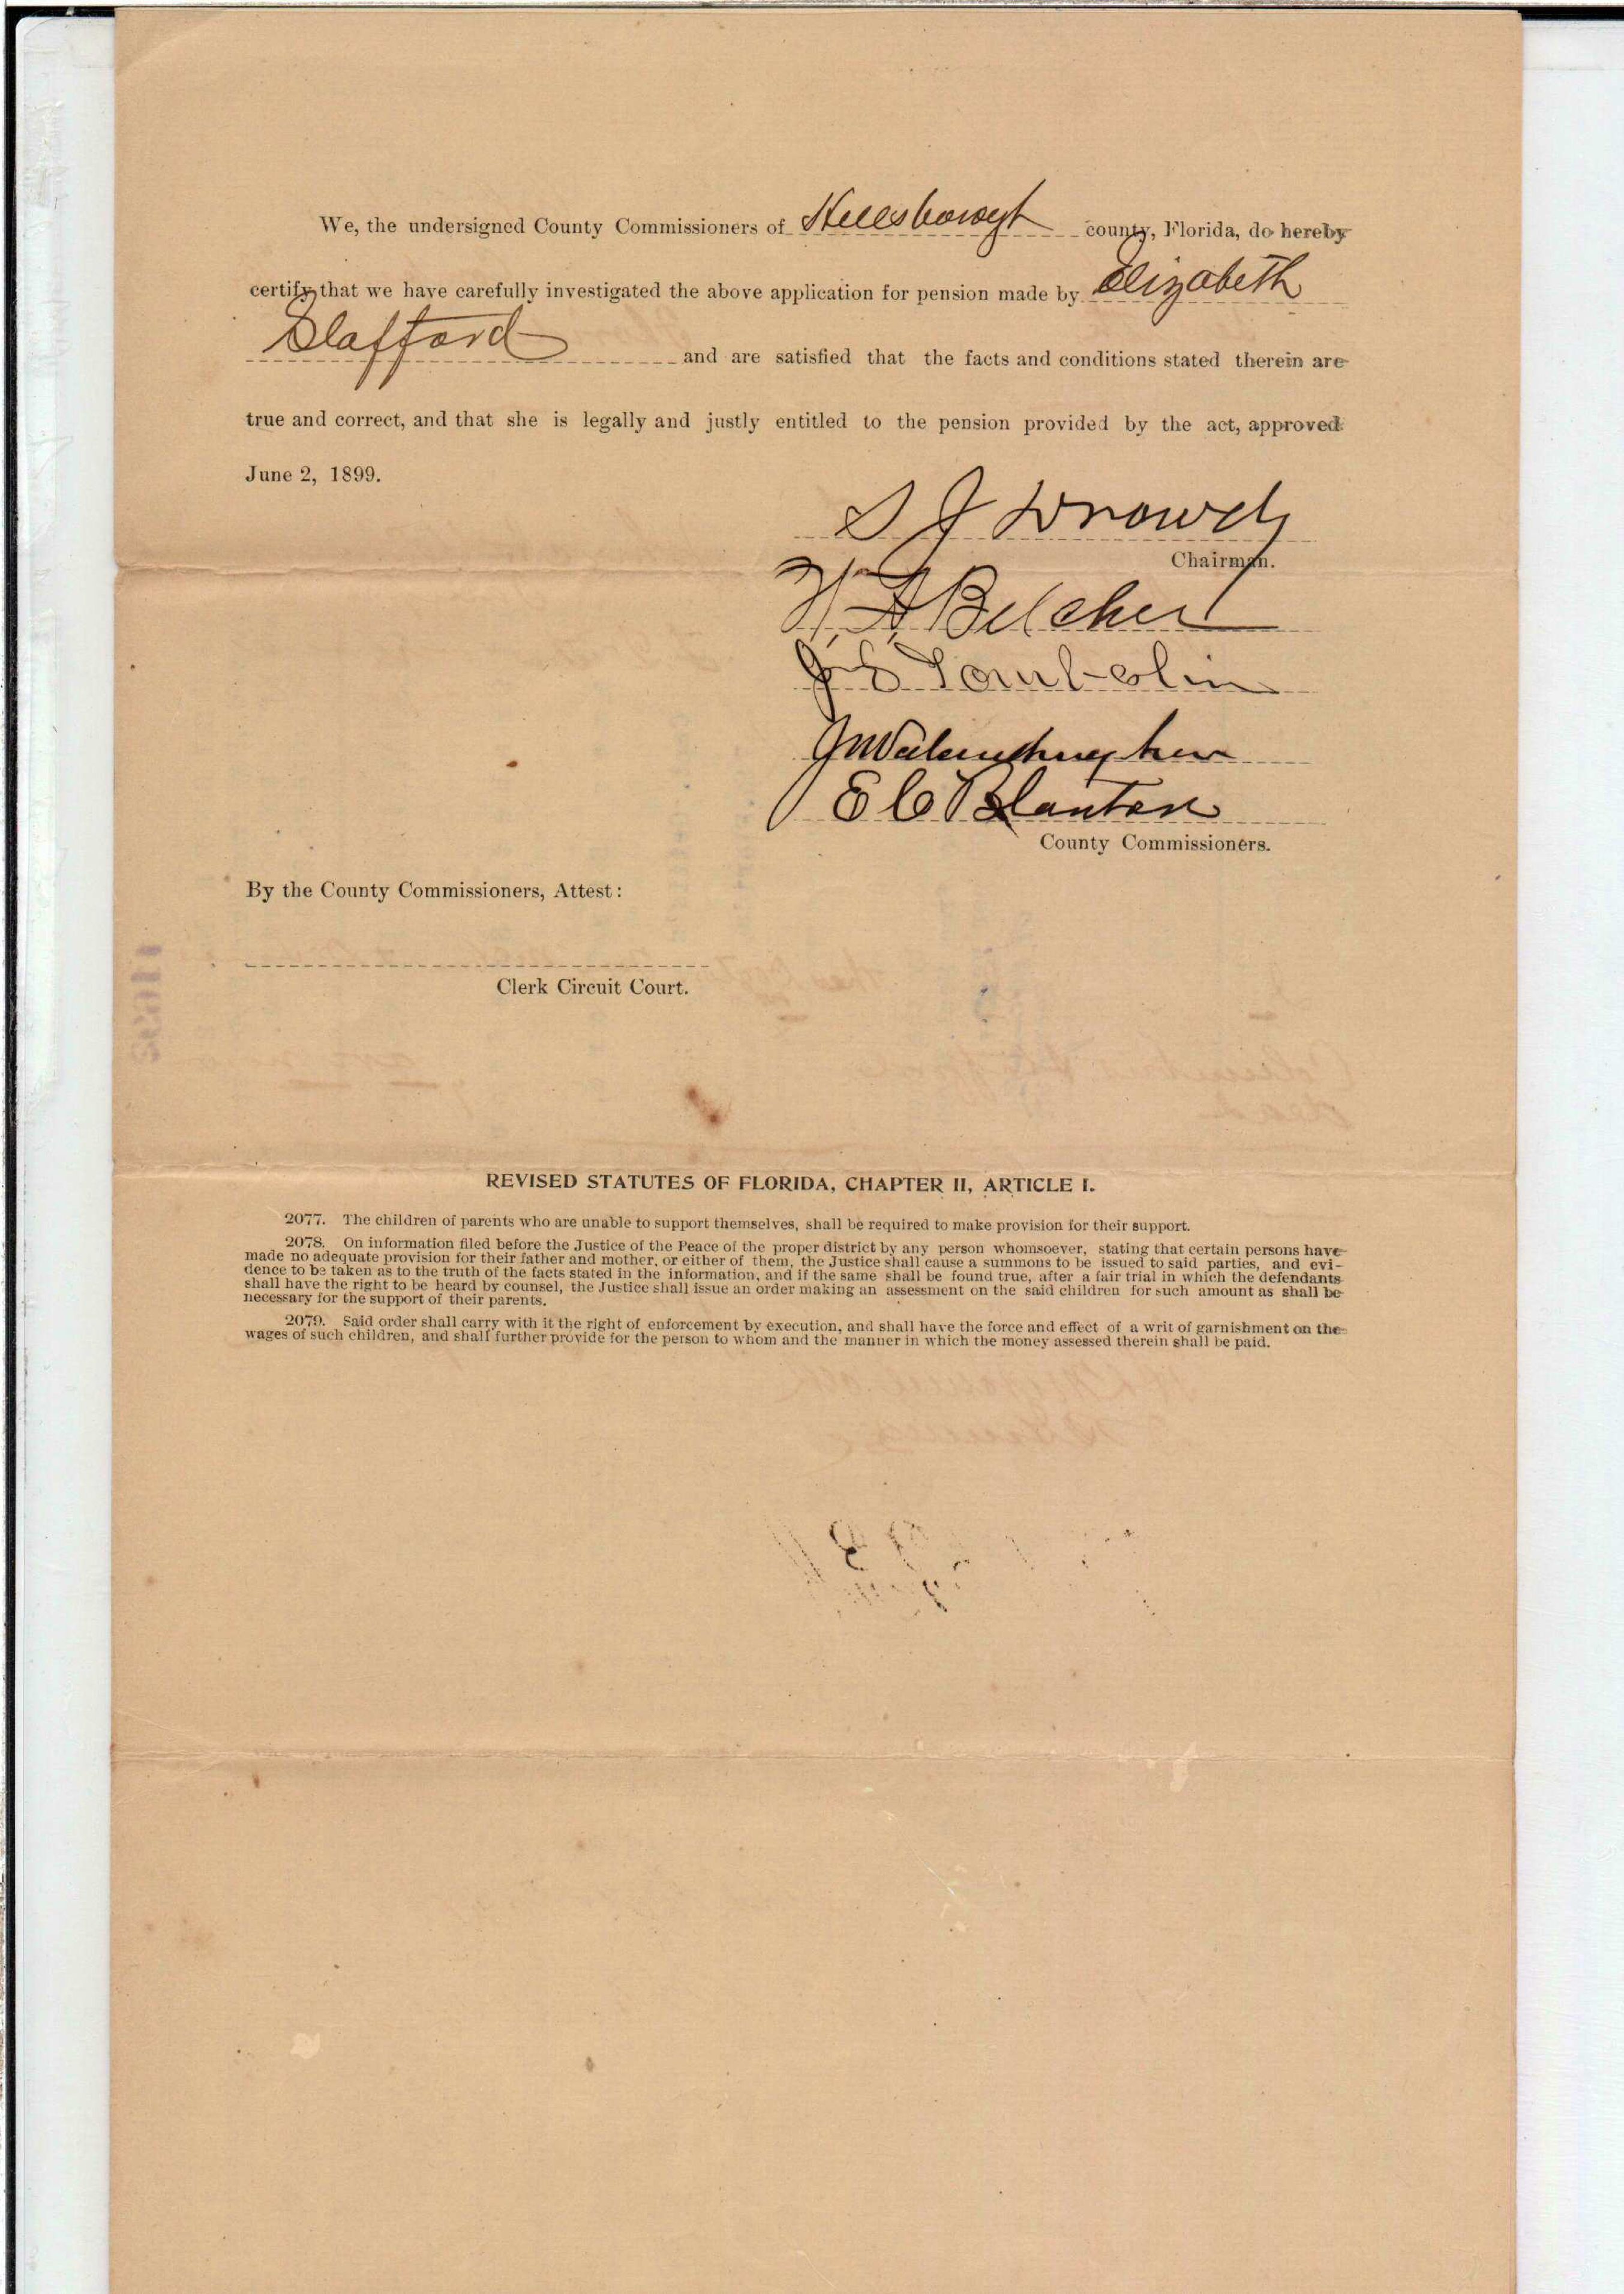 We, the undersigned County Commissioners of Hillsborough county, Florida, do hereby
certify that we have carefully investigated the above application for pension made by Elizabeth
Slafford and are satisfied that the facts and conditions stated therein are
true and correct, and that she is legally and justly entitled to the pension provided by the act, approved
June 2, 1899.
S J Drowdy
Chairman.
W. A. Belcher
J. S. Tombolin
E C Blanton
County Commissioners.
By the County Commissioners, Attest:
Clerk Circuit Court.
REVISED STATUTES OF FLORIDA, CHAPTER II, ARTICLE I.
2077. The children of parents who are unable to support themselves, shall be required to make provision for their support.
2078. On information filed before the Justice of the Peace of the proper district by any person whomsoever, stating that certain persons have
made no adequate provision for their father and mother, or either of them, the Justice shall cause a summons to be issued to said parties, and evi-
dence to be taken as to the truth of the facts stated in the information, and if the same shall be found true, after a fair trial in which the defendants
shall have the right to be heard by counsel, the Justice shall issue an order making an assessment on the said children for such amount as shall be
necessary for the support of their parents.
2079. Said order shall carry with it the right of enforcement by execution, and shall have the force and effect of a writ of garnishment on the
wages of such children, and shall further provide for the person to whom and the manner in which the money assessed therein shall be paid.